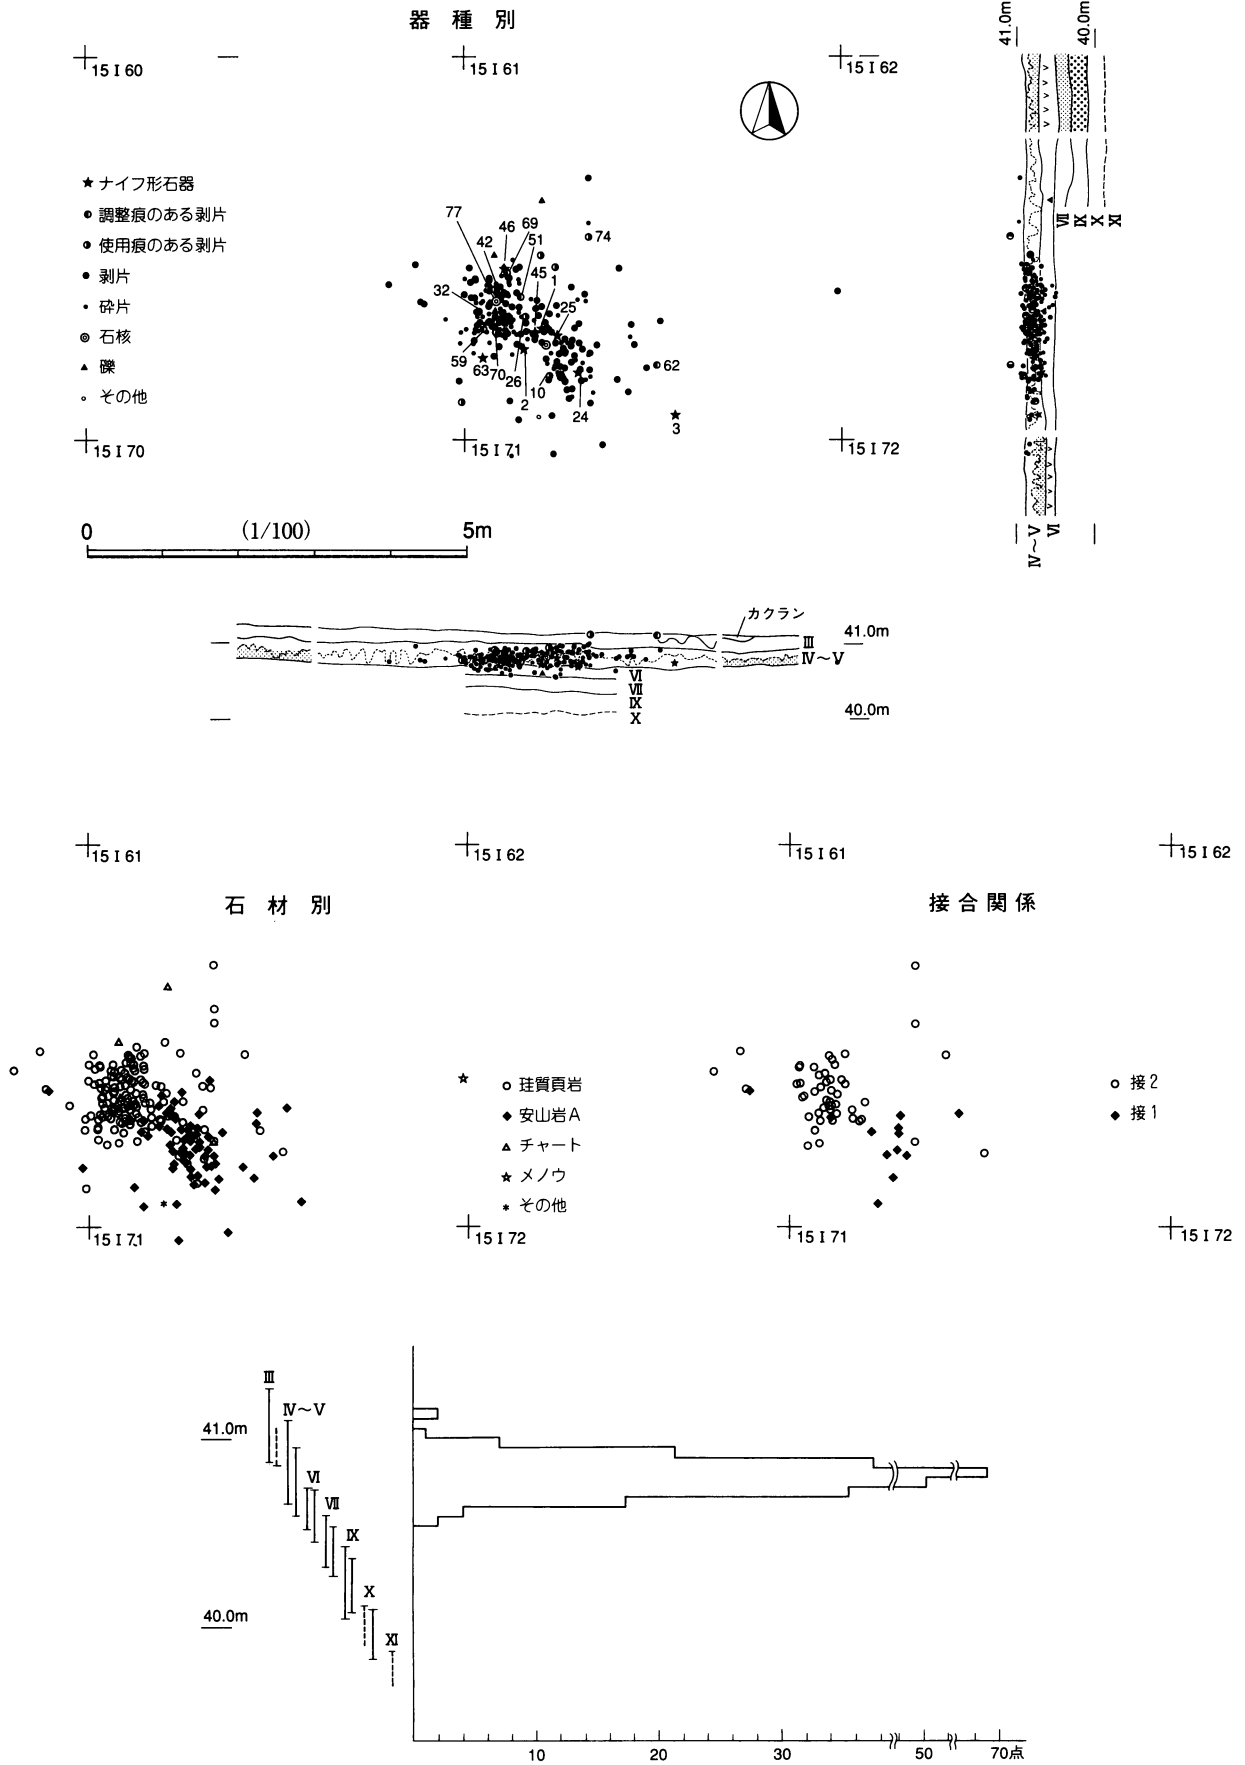 器種別
15 I 60
15 I 61
15 I 62
41.0m
40.0m
ナイフ形石器
調整痕のある剥片
使用痕のある剥片
剥片
砕片
石核
礫
その他
77
46
69
42
51
74
45
1
32
25
59
63
70
26
10
62
2
24
3
15 I 70
15 I 71
15 I 72
Ⅶ
Ⅸ
Ⅹ
Ⅺ
Ⅳ～Ⅴ
Ⅵ
0
(1/100)
5m
カクラン
41.0m
Ⅲ
Ⅳ～Ⅴ
Ⅵ
Ⅶ
Ⅸ
Ⅹ
40.0m
15 I 61
15 I 62
15 I 61
15 I 62
石材別
接合関係
珪質頁岩
安山岩A
チャート
メノウ
その他
接2
接1
15 I 71
15 I 72
15 I 71
15 I 72
Ⅲ
Ⅳ～Ⅴ
41.0m
Ⅵ
Ⅶ
Ⅸ
Ⅹ
40.0m
Ⅺ
10
20
30
50
70点